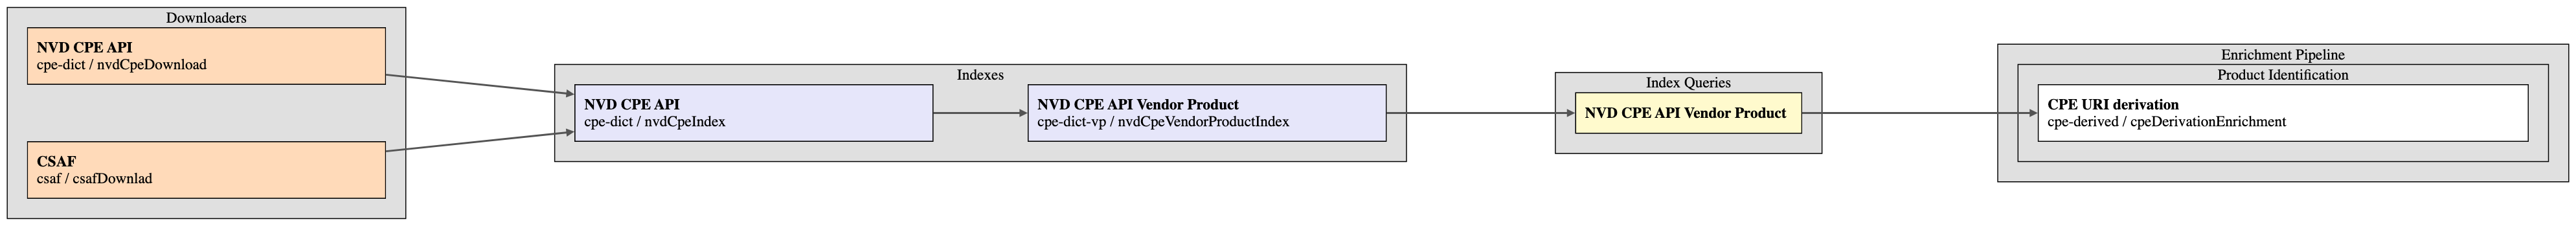 Downloaders
NVD CPE API
cpe-dict / nvdCpeDownload
CSAF
csaf / csafDownlad
Indexes
NVD CPE API
cpe-dict / nvdCpeIndex
NVD CPE API Vendor Product
cpe-dict-vp / nvdCpeVendorProductIndex
Index Queries
NVD CPE API Vendor Product
Enrichment Pipeline
Product Identification
CPE URI derivation
cpe-derived / cpeDerivationEnrichment